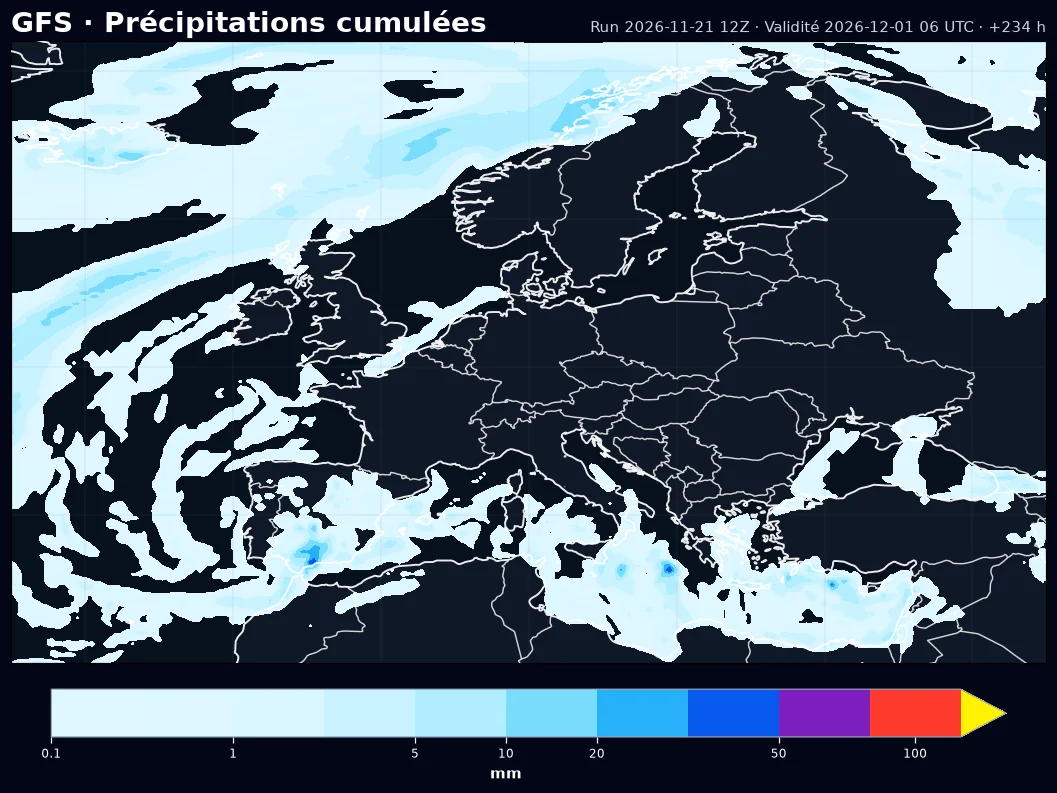 GFS · Précipitations cumulées
Run 2026-11-21 12Z · Validité 2026-12-01 06 UTC · +234 h
0.1 1 5 10 20 50 100
mm